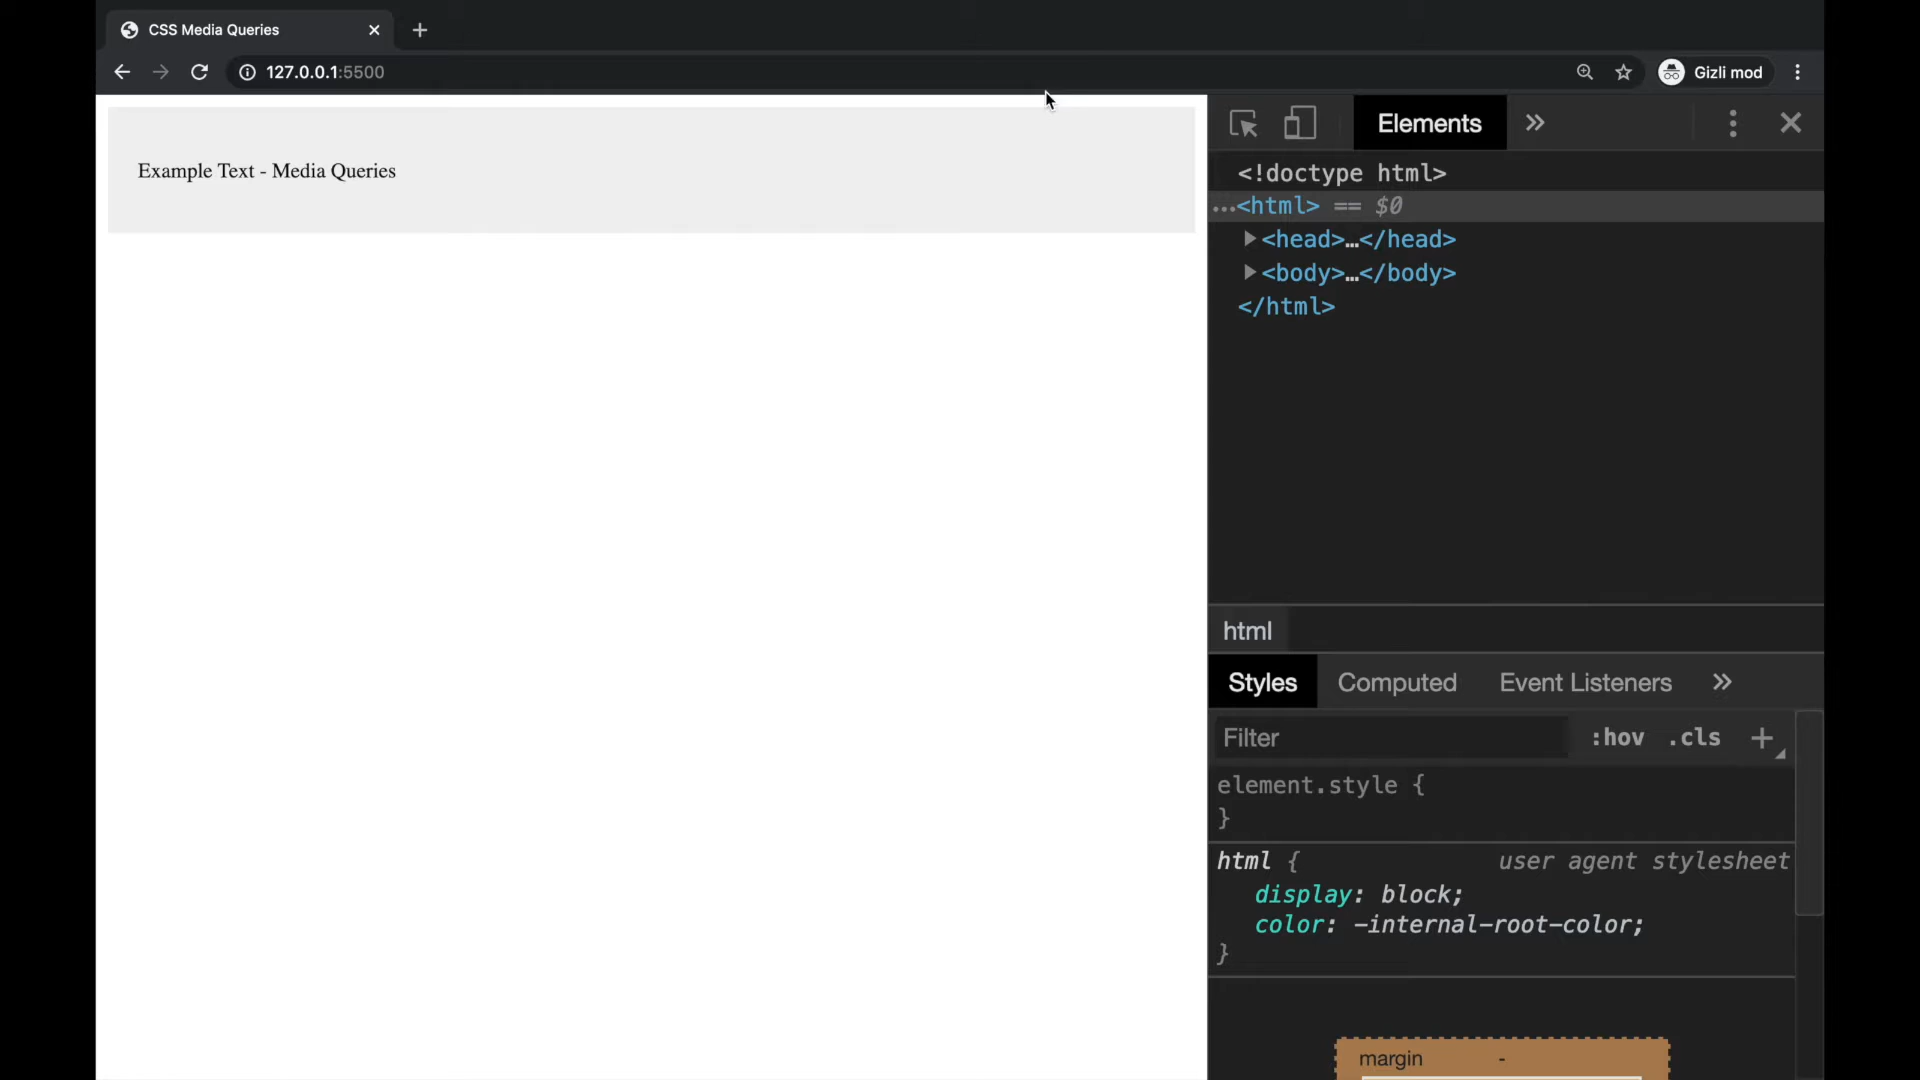 CSS Media Queries
127.0.0.1:5500
Gizli mod
Example Text - Media Queries
Elements
<!doctype html>
…<html> == $0
<head>…</head>
<body>…</body>
</html>
html
Styles Computed Event Listeners
Filter :hov .cls
element.style {
}
html { user agent stylesheet
display: block;
color: -internal-root-color;
}
margin -